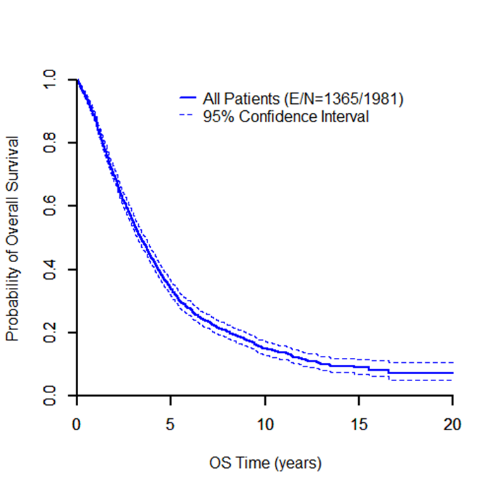 All Patients (E/N=1365/1981)
95% Confidence Interval
Probability of Overall Survival
1.0
0.8
0.6
0.4
0.2
0.0
0 5 10 15 20
OS Time (years)